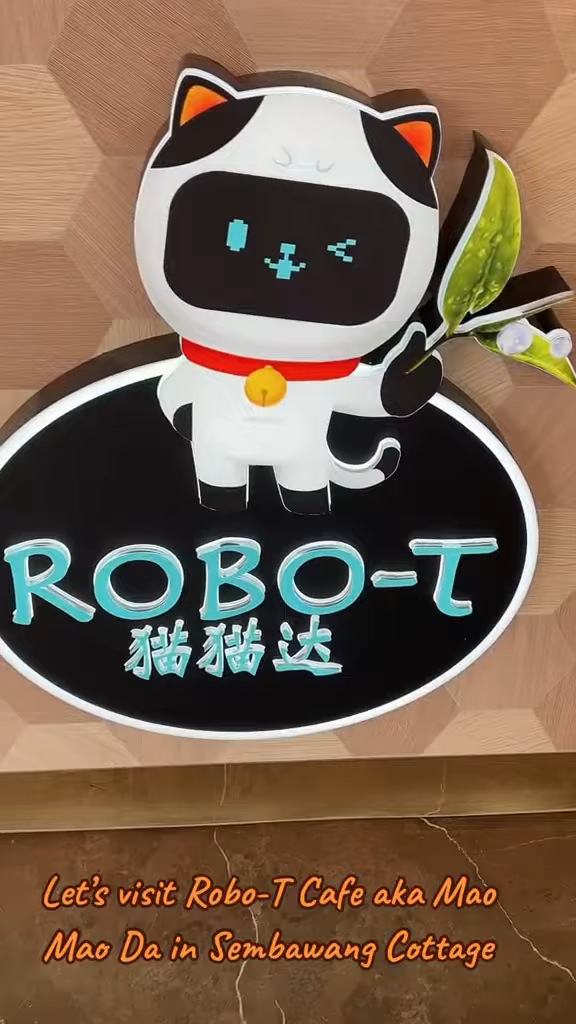 ROBO-T
猫猫达
Let's visit Robo-T Cafe aka Mao
Mao Da in Sembawang Cottage